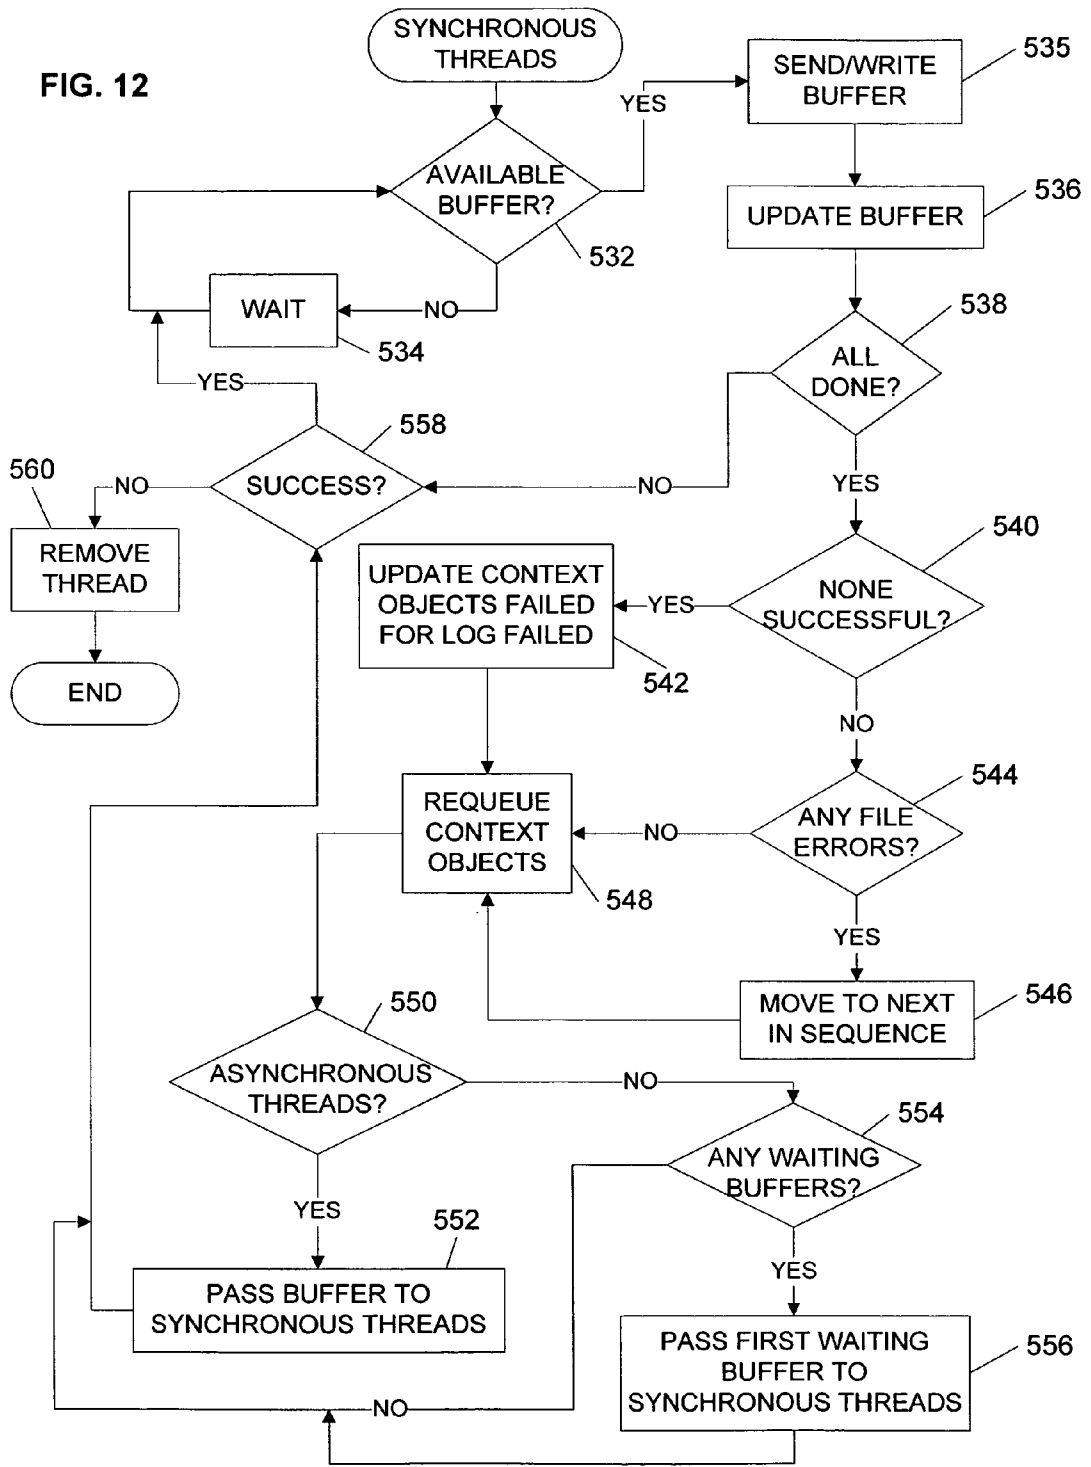 SYNCHRONOUS
THREADS
FIG. 12
YES
SEND/WRITE
BUFFER
535
AVAILABLE
BUFFER?
532
UPDATE BUFFER
536
WAIT
534
NO
ALL
DONE?
538
YES
558
SUCCESS?
NO
560
NO
YES
REMOVE
THREAD
END
UPDATE CONTEXT
OBJECTS FAILED
FOR LOG FAILED
542
YES
NONE
SUCCESSFUL?
540
NO
REQUEUE
CONTEXT
OBJECTS
548
NO
ANY FILE
ERRORS?
544
YES
MOVE TO NEXT
IN SEQUENCE
546
550
ASYNCHRONOUS
THREADS?
NO
554
ANY WAITING
BUFFERS?
YES
552
PASS BUFFER TO
SYNCHRONOUS THREADS
YES
PASS FIRST WAITING
BUFFER TO
SYNCHRONOUS THREADS
556
NO